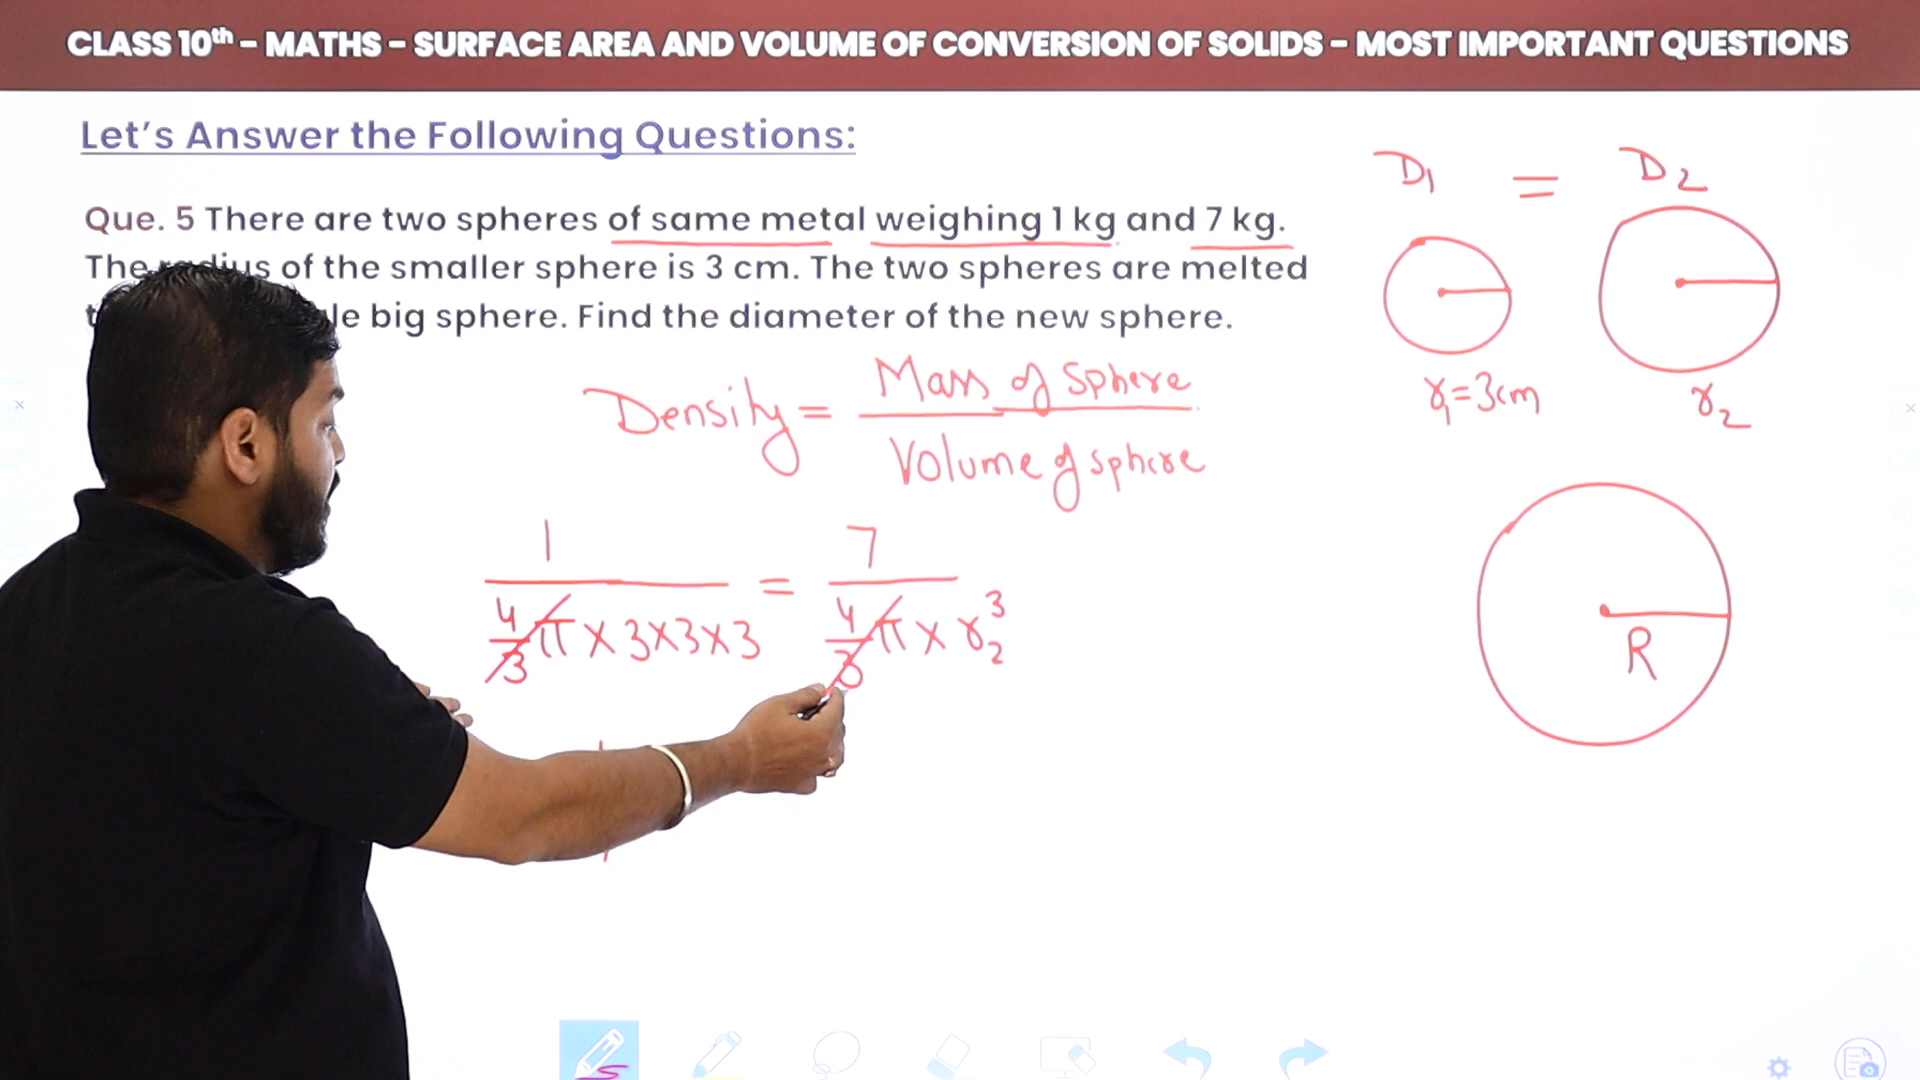 CLASS 10th – MATHS – SURFACE AREA AND VOLUME OF CONVERSION OF SOLIDS – MOST IMPORTANT QUESTIONS
Let's Answer the Following Questions:
Que. 5 There are two spheres of same metal weighing 1 kg and 7 kg.
The radius of the smaller sphere is 3 cm. The two spheres are melted
big sphere. Find the diameter of the new sphere.
D1 = D2
r1=3cm
r2
Density = Mass of Sphere / Volume of sphere
1 / 4/3 π × 3×3×3 = 7 / 4/3 π × r2³
R